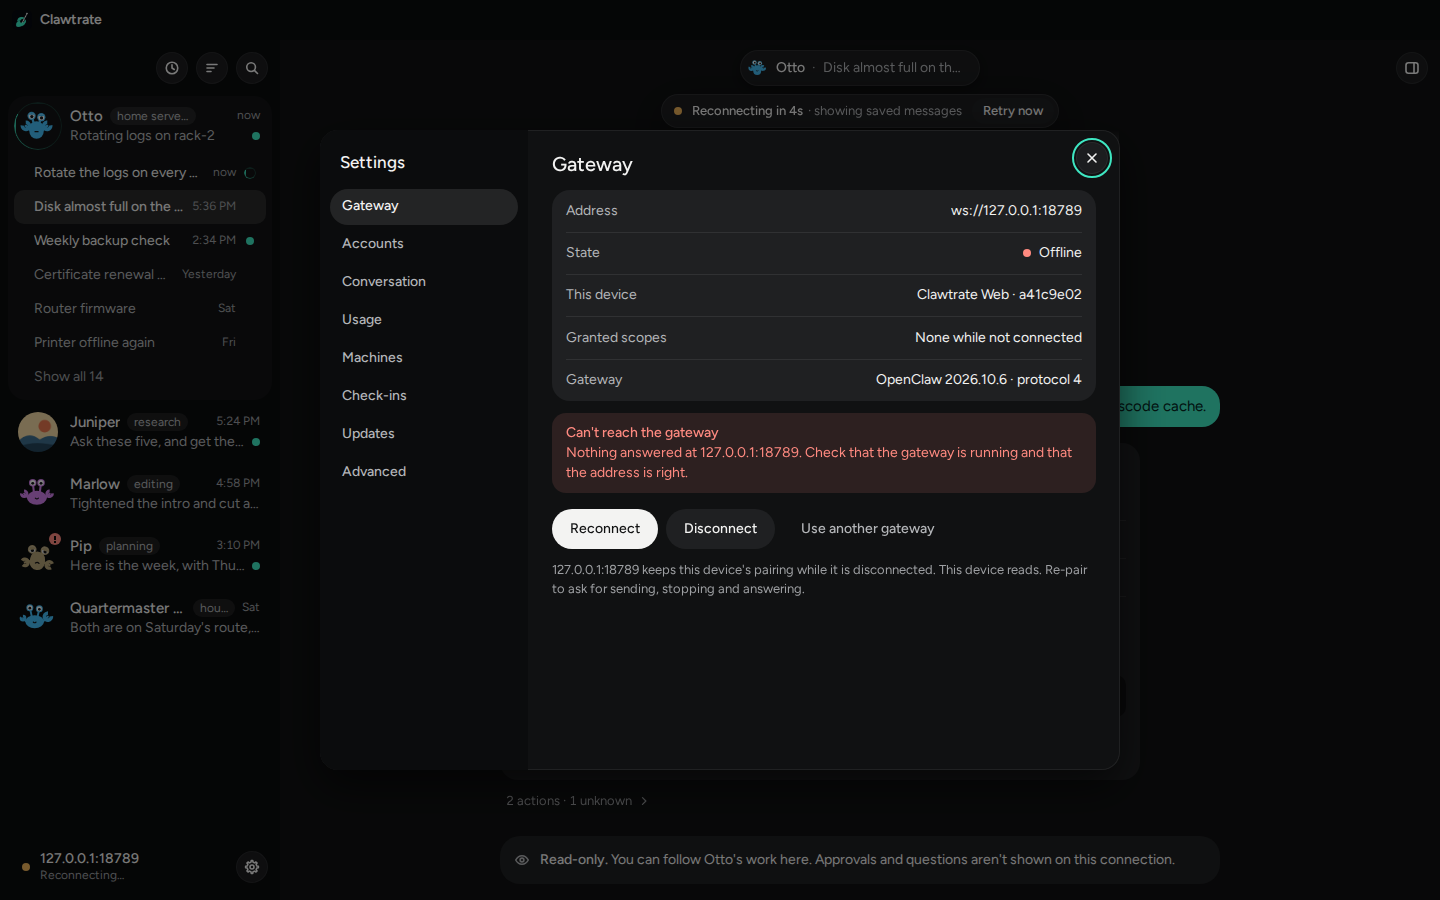 Clawtrate
Otto · Disk almost full on th...
Reconnecting in 4s · showing saved messages Retry now
Otto home serve... now
Rotating logs on rack-2
Rotate the logs on every ... now
Disk almost full on the ... 5:36 PM
Weekly backup check 2:34 PM
Certificate renewal ... Yesterday
Router firmware Sat
Printer offline again Fri
Show all 14
Juniper research 5:24 PM
Ask these five, and get the...
Marlow editing 4:58 PM
Tightened the intro and cut a...
Pip planning 3:10 PM
Here is the week, with Thu...
Quartermaster ... hou... Sat
Both are on Saturday's route,...
127.0.0.1:18789
Reconnecting...
Settings
Gateway
Accounts
Conversation
Usage
Machines
Check-ins
Updates
Advanced
Gateway
Address ws://127.0.0.1:18789
State Offline
This device Clawtrate Web · a41c9e02
Granted scopes None while not connected
Gateway OpenClaw 2026.10.6 · protocol 4
Can't reach the gateway
Nothing answered at 127.0.0.1:18789. Check that the gateway is running and that
the address is right.
Reconnect Disconnect Use another gateway
127.0.0.1:18789 keeps this device's pairing while it is disconnected. This device reads. Re-pair
to ask for sending, stopping and answering.
scode cache.
2 actions · 1 unknown
Read-only. You can follow Otto's work here. Approvals and questions aren't shown on this connection.